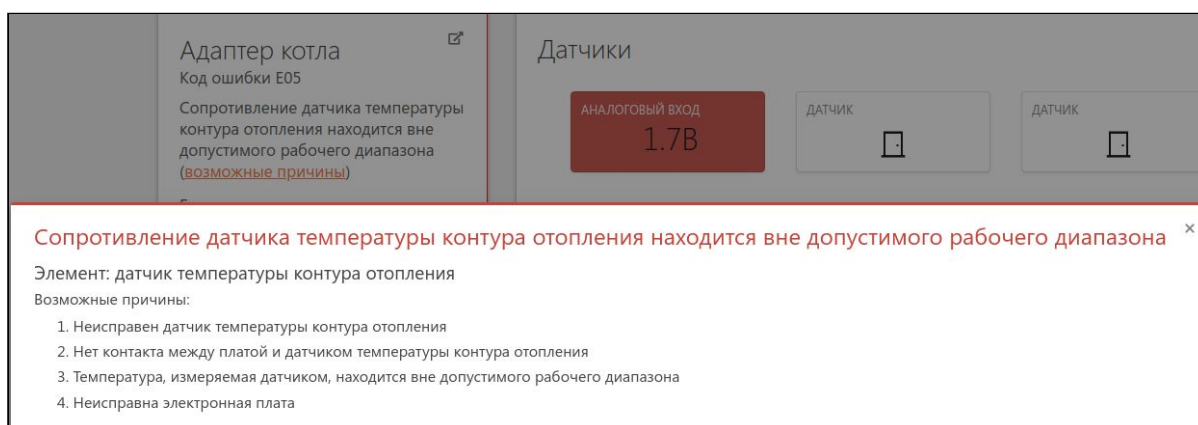 Адаптер котла
Код ошибки E05
Сопротивление датчика температуры
контура отопления находится вне
допустимого рабочего диапазона
(возможные причины)
Датчики
АНАЛОГОВЫЙ ВХОД
1.7В
ДАТЧИК
ДАТЧИК
Сопротивление датчика температуры контура отопления находится вне допустимого рабочего диапазона
Элемент: датчик температуры контура отопления
Возможные причины:
1. Неисправен датчик температуры контура отопления
2. Нет контакта между платой и датчиком температуры контура отопления
3. Температура, измеряемая датчиком, находится вне допустимого рабочего диапазона
4. Неисправна электронная плата